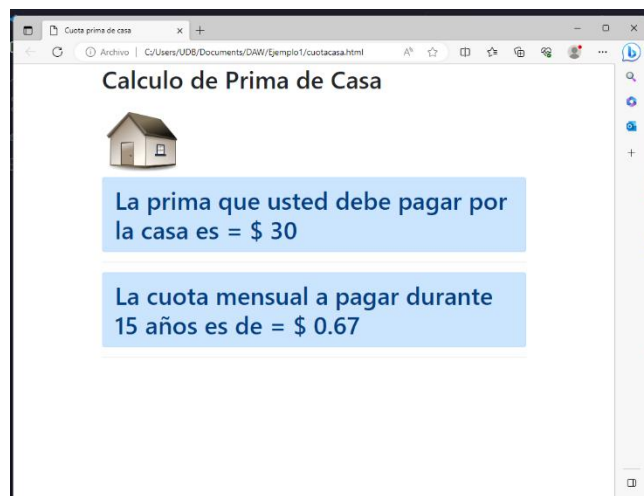 Cuota prima de casa
Archivo | C:/Users/UDB/Documents/DAW/Ejemplo1/cuotacasa.html
Calculo de Prima de Casa
La prima que usted debe pagar por
la casa es = $ 30
La cuota mensual a pagar durante
15 años es de = $ 0.67